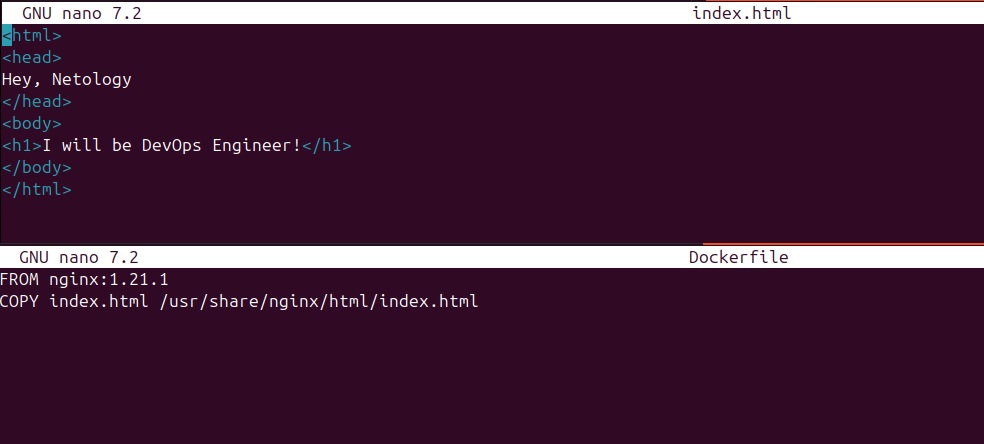 GNU nano 7.2 index.html
<html>
<head>
Hey, Netology
</head>
<body>
<h1>I will be DevOps Engineer!</h1>
</body>
</html>
GNU nano 7.2 Dockerfile
FROM nginx:1.21.1
COPY index.html /usr/share/nginx/html/index.html